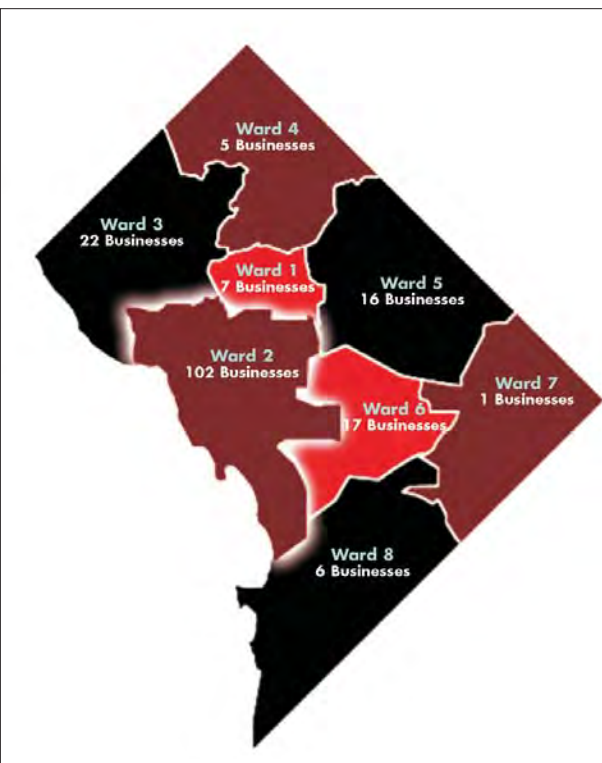 Ward 4
5 Businesses
Ward 3
22 Businesses
Ward 1
7 Businesses
Ward 5
16 Businesses
Ward 2
102 Businesses
Ward 7
1 Businesses
Ward 6
17 Businesses
Ward 8
6 Businesses